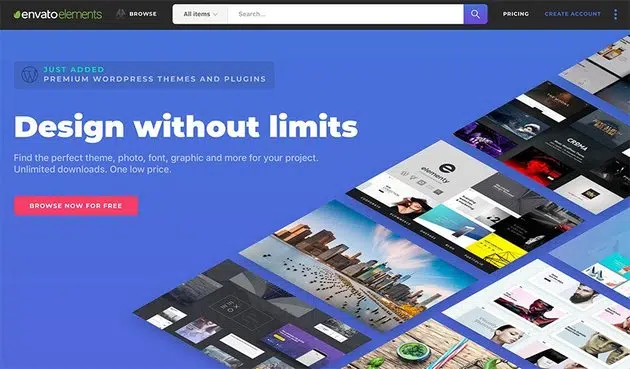 envatoelements
BROWSE
All items
Search...
PRICING
CREATE ACCOUNT
JUST ADDED
PREMIUM WORDPRESS THEMES AND PLUGINS
Design without limits
Find the perfect theme, photo, font, graphic and more for your project.
Unlimited downloads. One low price.
BROWSE NOW FOR FREE
elementy
CREMA